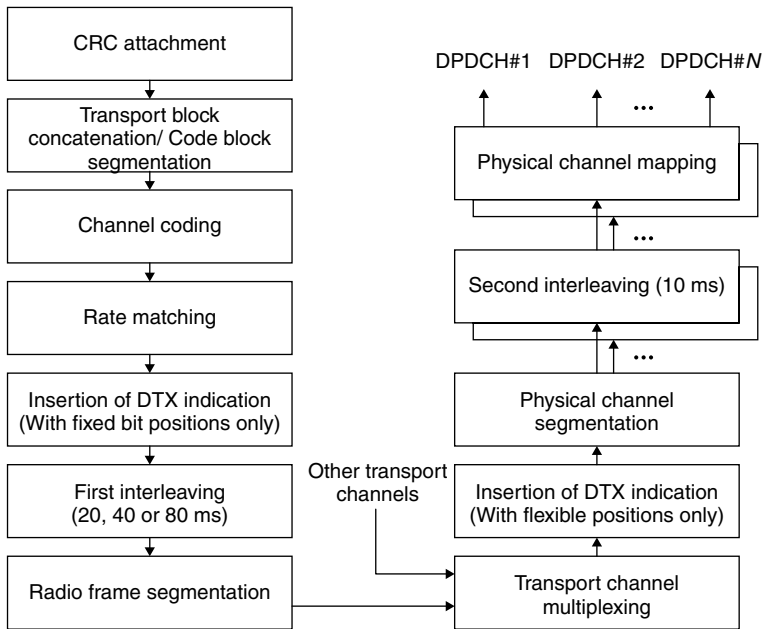 CRC attachment
Transport block
concatenation/ Code block
segmentation
Channel coding
Rate matching
Insertion of DTX indication
(With fixed bit positions only)
First interleaving
(20, 40 or 80 ms)
Radio frame segmentation
DPDCH#1 DPDCH#2 DPDCH#N
...
Physical channel mapping
...
Second interleaving (10 ms)
...
Physical channel
segmentation
Other transport
channels
Insertion of DTX indication
(With flexible positions only)
Transport channel
multiplexing